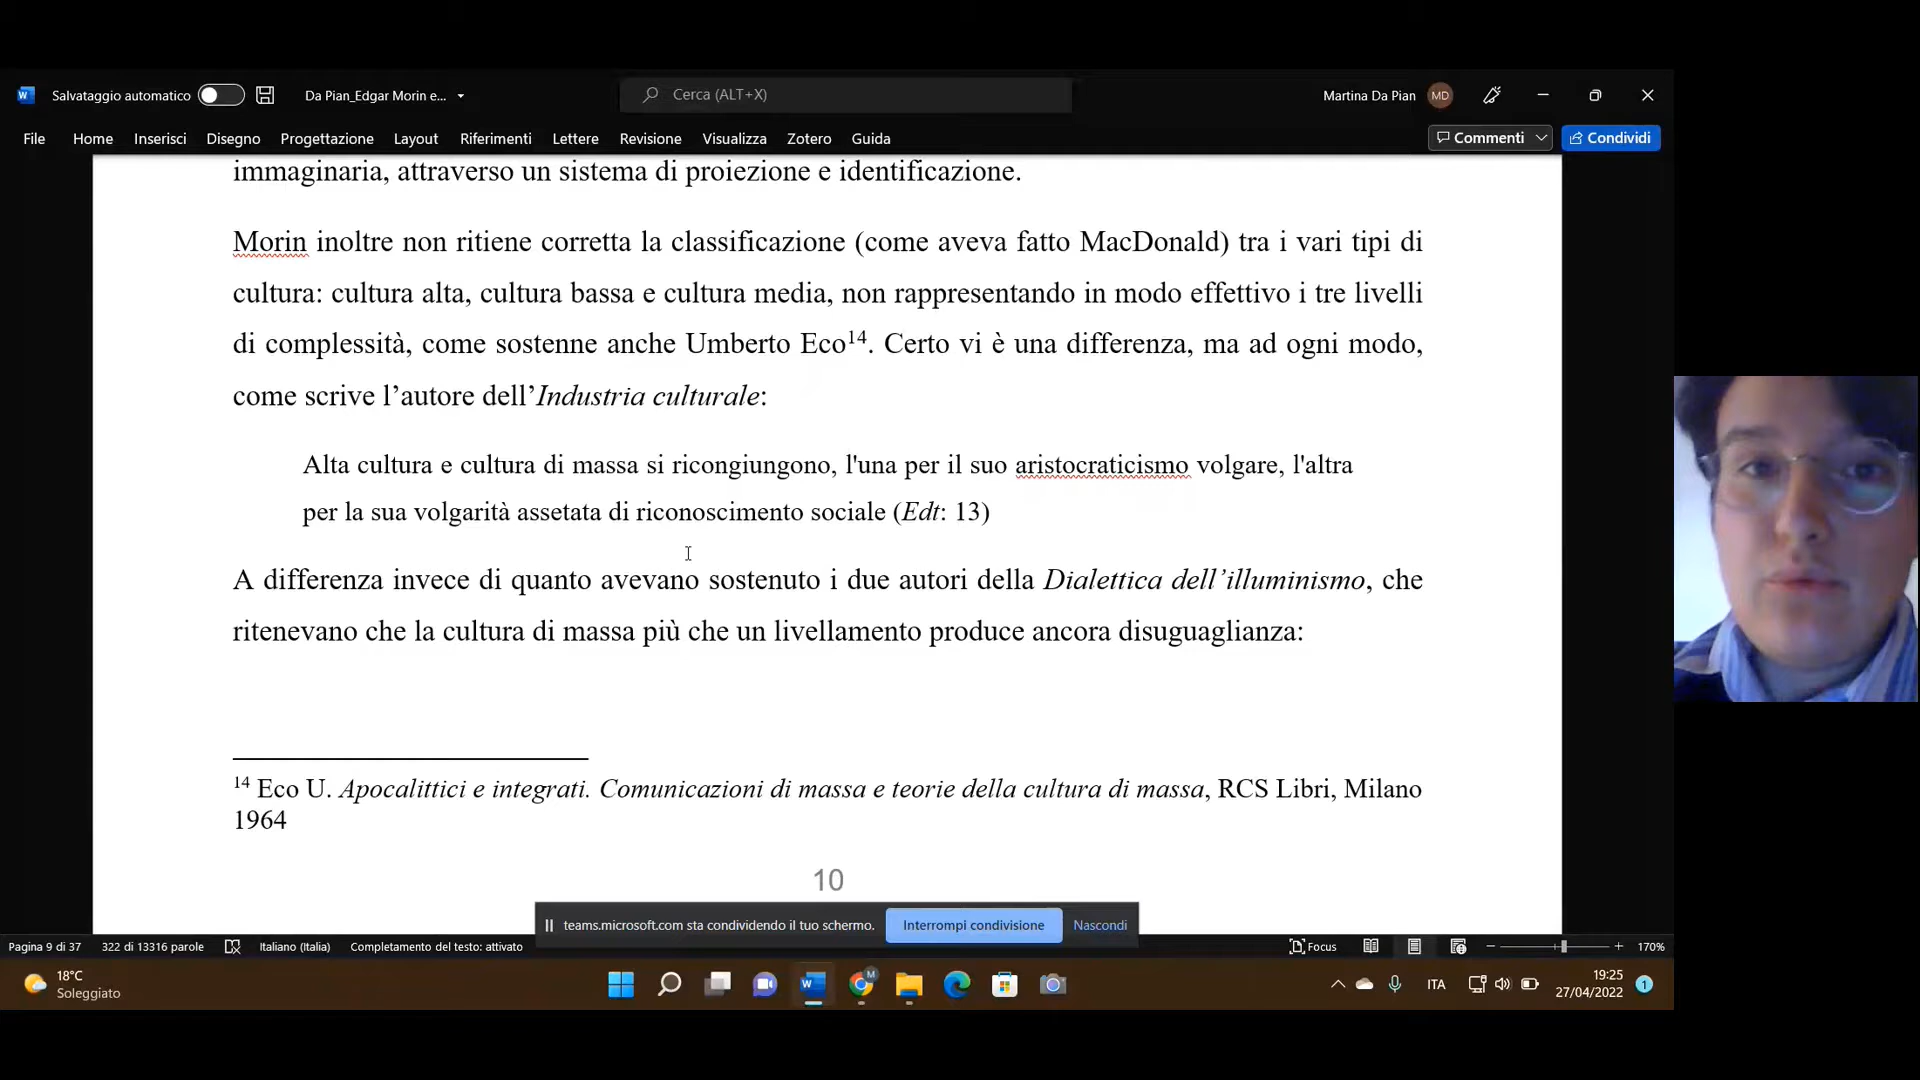 Salvataggio automatico
Da Pian_Edgar Morin e...
Cerca (ALT+X)
Martina Da Pian
MD
File Home Inserisci Disegno Progettazione Layout Riferimenti Lettere Revisione Visualizza Zotero Guida
Commenti
Condividi
immaginaria, attraverso un sistema di proiezione e identificazione.
Morin inoltre non ritiene corretta la classificazione (come aveva fatto MacDonald) tra i vari tipi di
cultura: cultura alta, cultura bassa e cultura media, non rappresentando in modo effettivo i tre livelli
di complessità, come sostenne anche Umberto Eco14. Certo vi è una differenza, ma ad ogni modo,
come scrive l’autore dell’Industria culturale:
Alta cultura e cultura di massa si ricongiungono, l'una per il suo aristocraticismo volgare, l'altra
per la sua volgarità assetata di riconoscimento sociale (Edt: 13)
A differenza invece di quanto avevano sostenuto i due autori della Dialettica dell’illuminismo, che
ritenevano che la cultura di massa più che un livellamento produce ancora disuguaglianza:
14 Eco U. Apocalittici e integrati. Comunicazioni di massa e teorie della cultura di massa, RCS Libri, Milano
1964
10
teams.microsoft.com sta condividendo il tuo schermo.
Interrompi condivisione
Nascondi
Pagina 9 di 37
322 di 13316 parole
Italiano (Italia)
Completamento del testo: attivato
Focus
170%
18°C
Soleggiato
M
ITA
19:25
27/04/2022
1